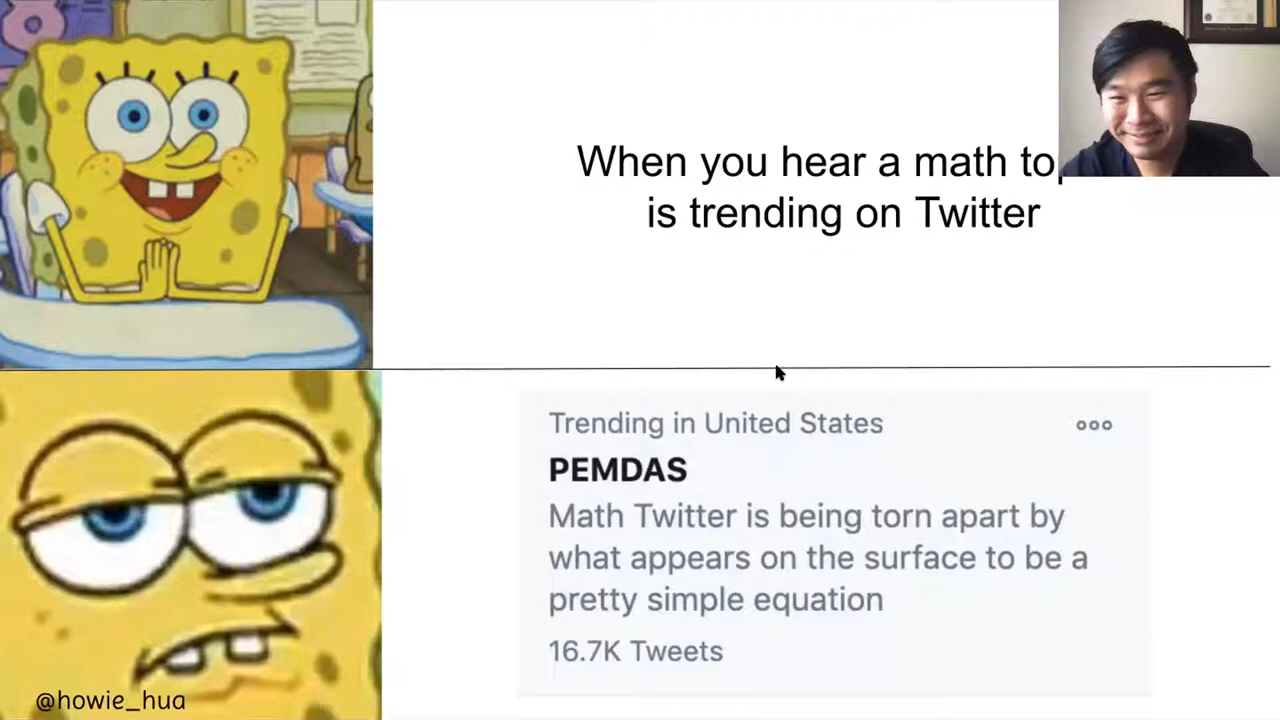 When you hear a math to
is trending on Twitter
Trending in United States
PEMDAS
Math Twitter is being torn apart by
what appears on the surface to be a
pretty simple equation
16.7K Tweets
@howie_hua